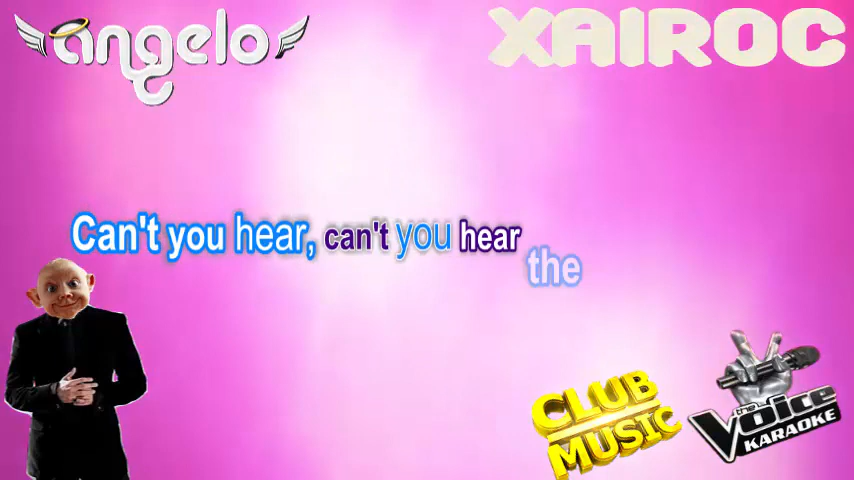 angelo
XAIROC
Can't you hear, can't you hear
the
CLUB
MUSIC
the
Voice
KARAOKE